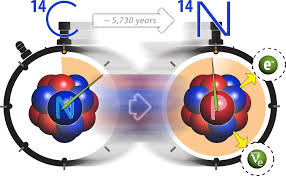 14C ~ 5,730 years 14N
N
e-
νe